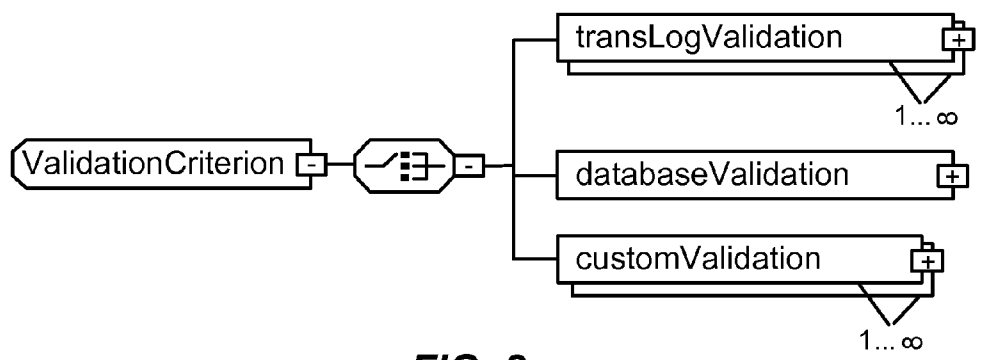 transLogValidation
1... ∞
ValidationCriterion
databaseValidation
customValidation
1... ∞